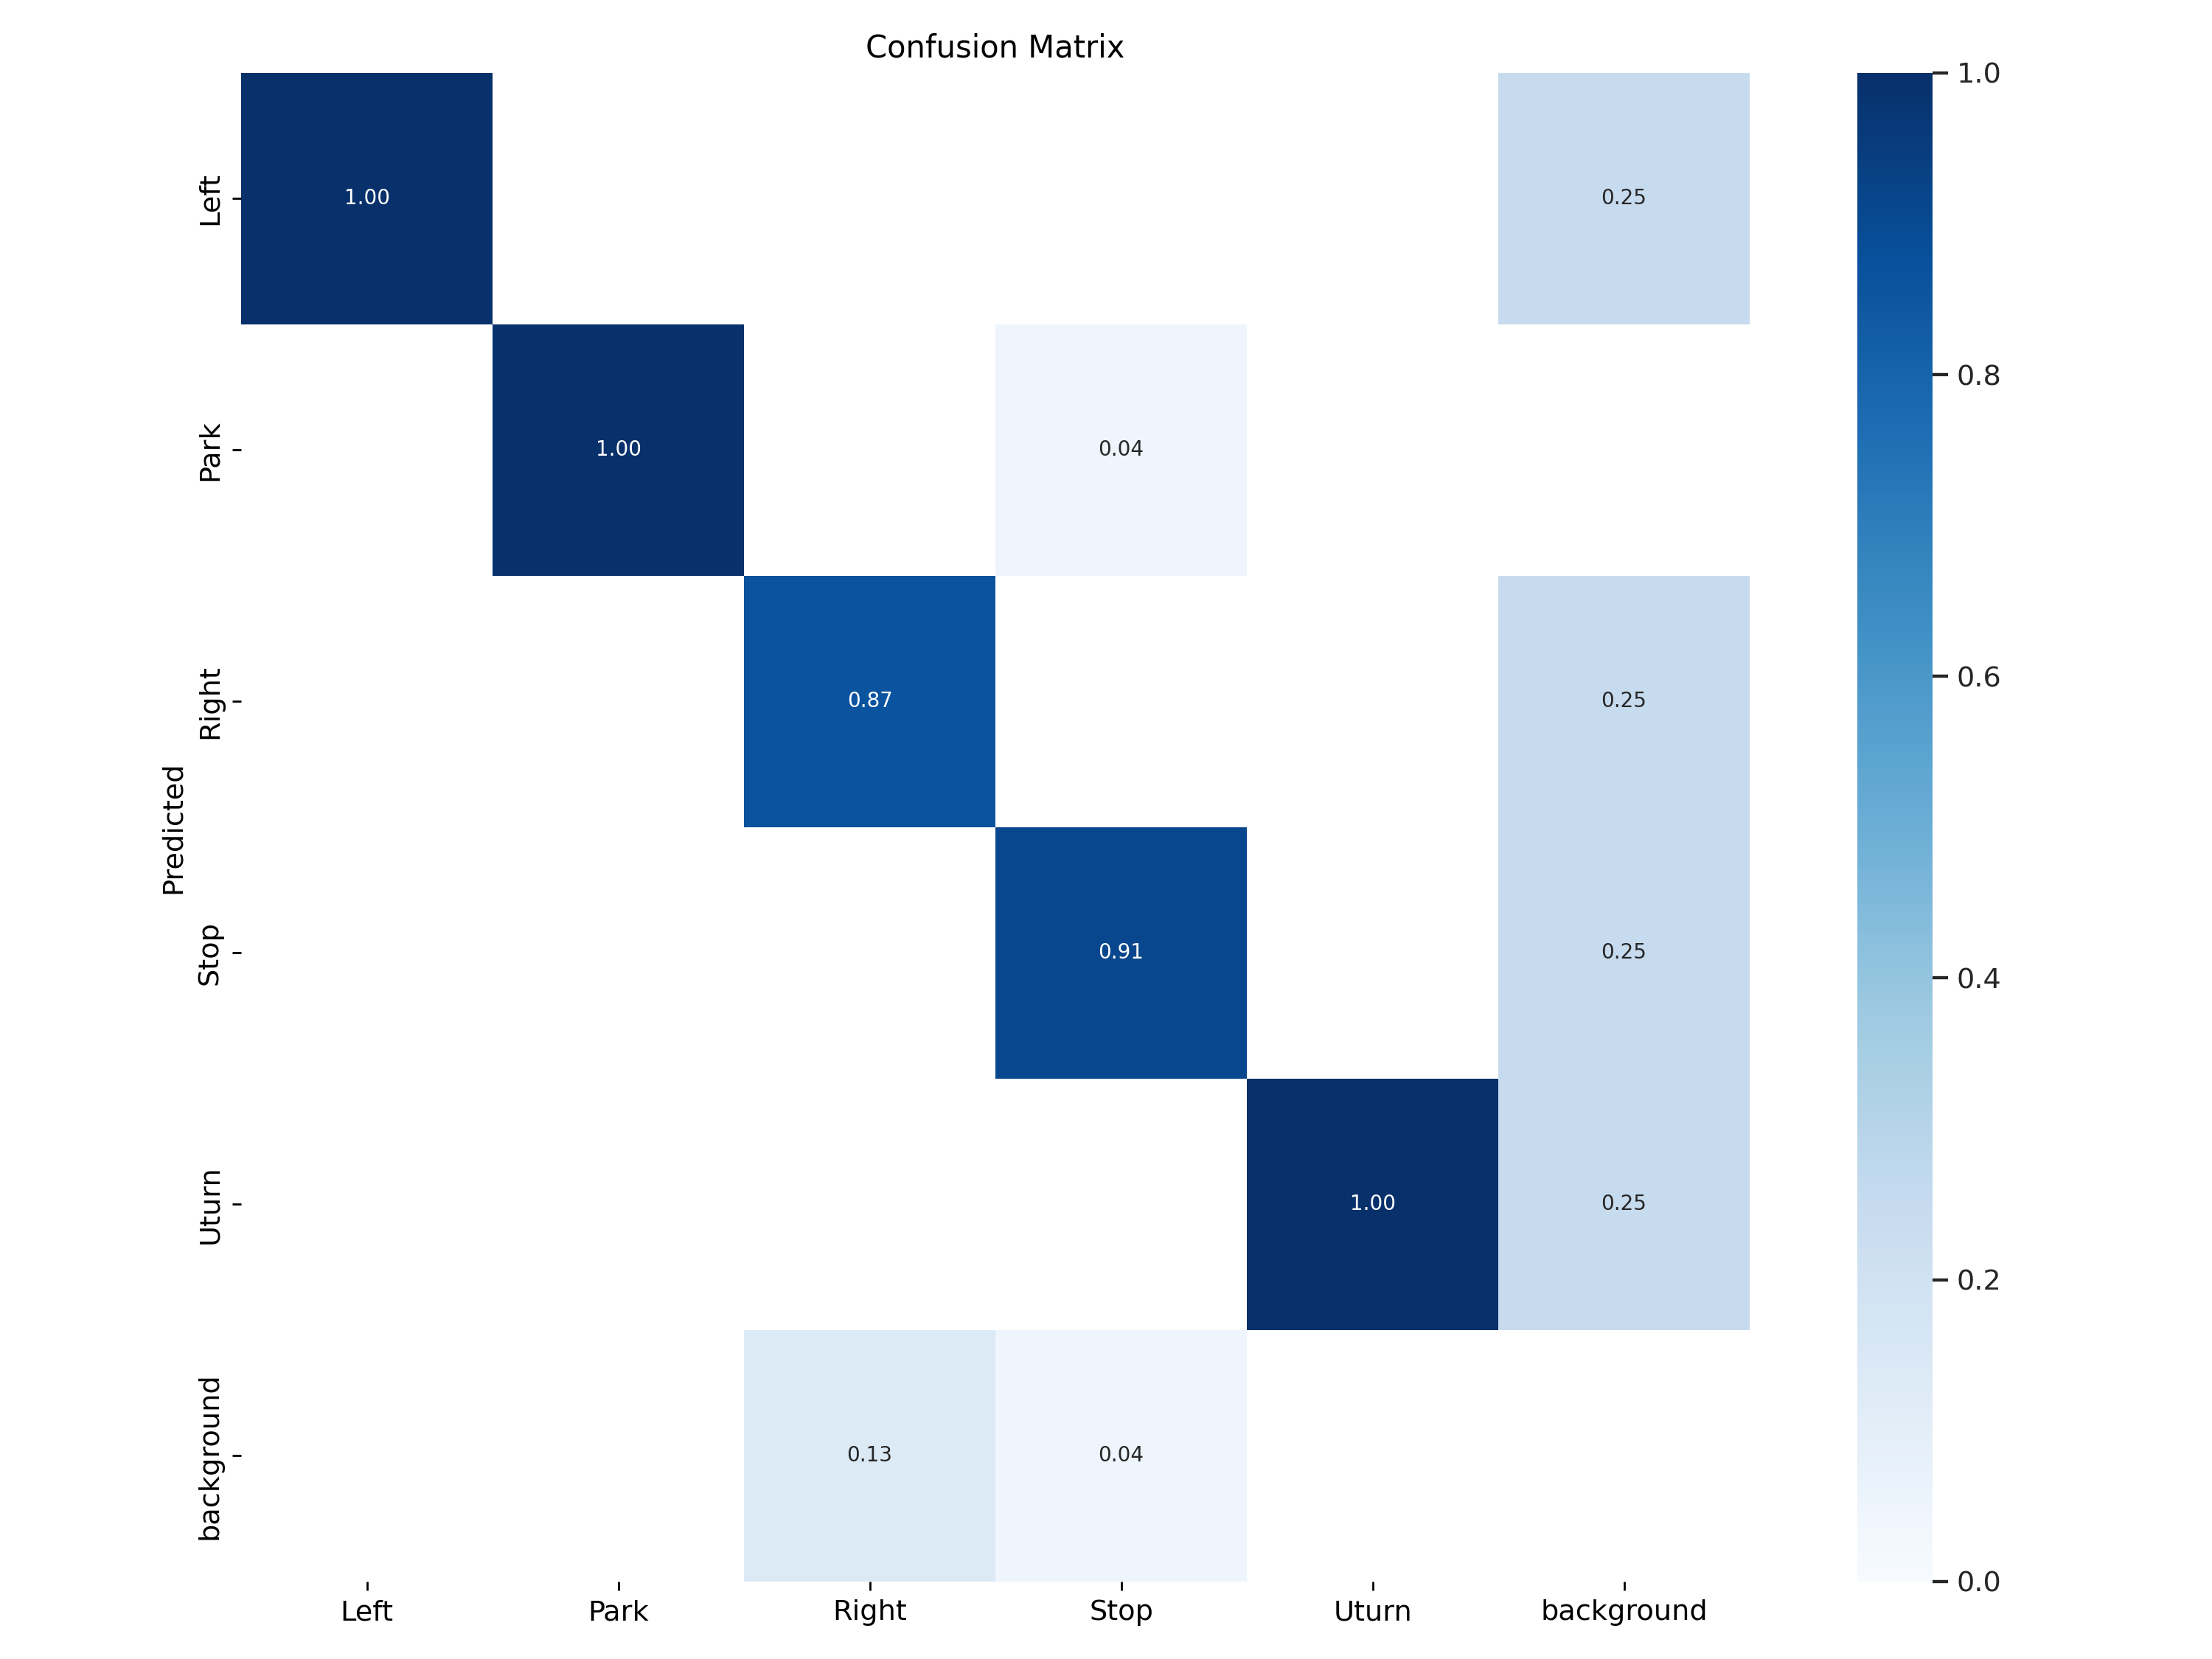 Confusion Matrix
Left
1.00
0.25
Park
1.00
0.04
Right
0.87
0.25
Stop
0.91
0.25
Uturn
1.00
0.25
background
0.13
0.04
Predicted
Left
Park
Right
Stop
Uturn
background
1.0
0.8
0.6
0.4
0.2
0.0